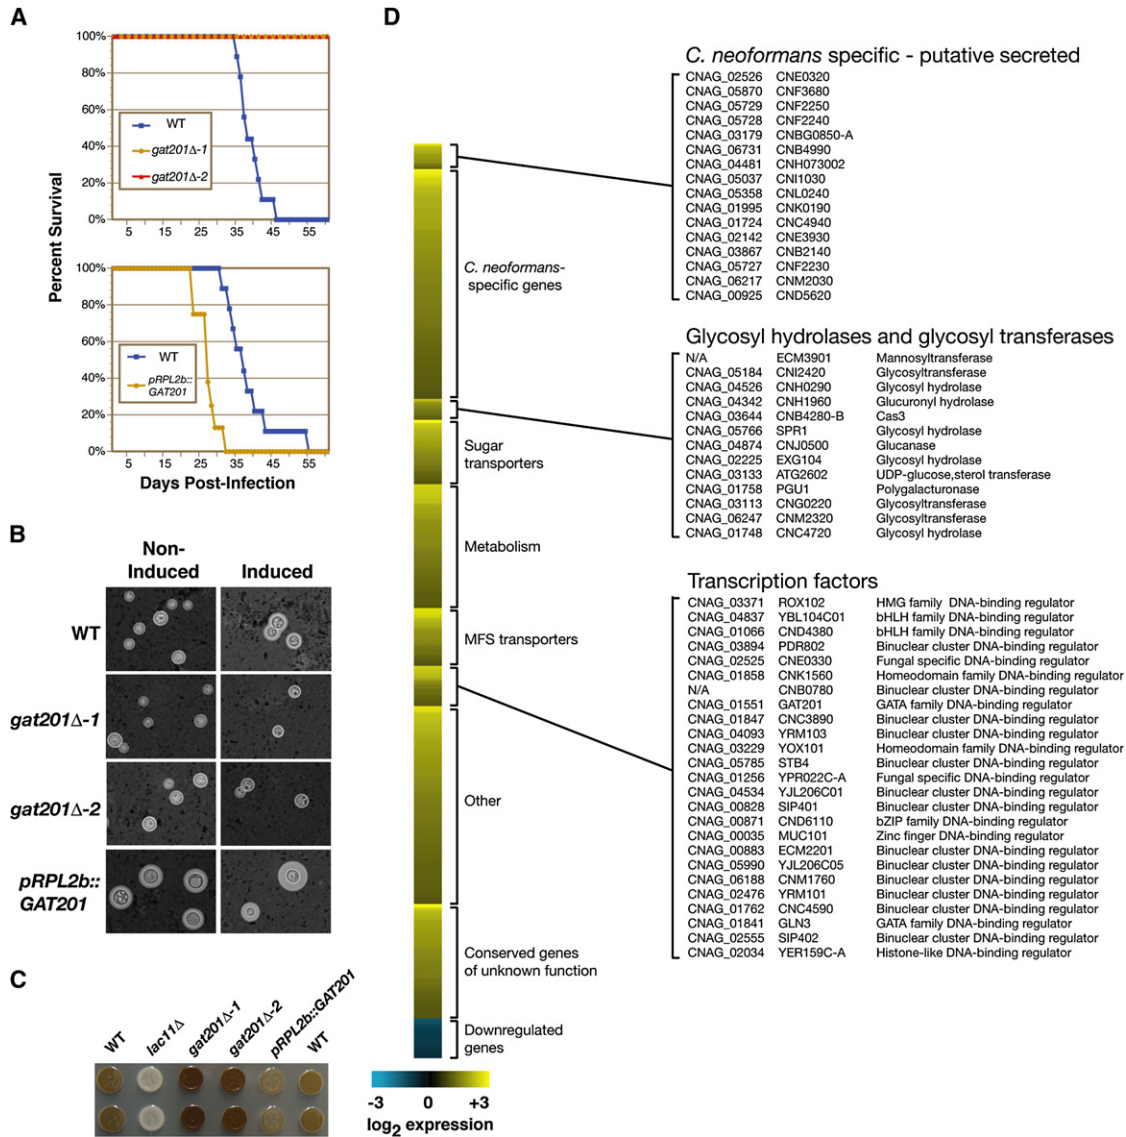 A
Percent Survival
100%
80%
60%
40%
20%
0%
WT
gat201Δ-1
gat201Δ-2
5 15 25 35 45 55
100%
80%
60%
40%
20%
0%
WT
pRPL2b::
GAT201
5 15 25 35 45 55
Days Post-Infection
B
Non-
Induced
Induced
WT
gat201Δ-1
gat201Δ-2
pRPL2b::
GAT201
C
WT
lac11Δ
gat201Δ-1
gat201Δ-2
pRPL2b::GAT201
WT
D
C. neoformans-
specific genes
Sugar
transporters
Metabolism
MFS transporters
Other
Conserved genes
of unknown function
Downregulated
genes
-3 0 +3
log2 expression
C. neoformans specific - putative secreted
CNAG_02526 CNE0320
CNAG_05870 CNF3680
CNAG_05729 CNF2250
CNAG_05728 CNF2240
CNAG_03179 CNBG0850-A
CNAG_06731 CNB4990
CNAG_04481 CNH073002
CNAG_05037 CNI1030
CNAG_05358 CNL0240
CNAG_01995 CNK0190
CNAG_01724 CNC4940
CNAG_02142 CNE3930
CNAG_03867 CNB2140
CNAG_05727 CNF2230
CNAG_06217 CNM2030
CNAG_00925 CND5620
Glycosyl hydrolases and glycosyl transferases
N/A ECM3901 Mannosyltransferase
CNAG_05184 CNI2420 Glycosyltransferase
CNAG_04526 CNH0290 Glycosyl hydrolase
CNAG_04342 CNH1960 Glucuronyl hydrolase
CNAG_03644 CNB4280-B Cas3
CNAG_05766 SPR1 Glycosyl hydrolase
CNAG_04874 CNJ0500 Glucanase
CNAG_02225 EXG104 Glycosyl hydrolase
CNAG_03133 ATG2602 UDP-glucose,sterol transferase
CNAG_01758 PGU1 Polygalacturonase
CNAG_03113 CNG0220 Glycosyltransferase
CNAG_06247 CNM2320 Glycosyltransferase
CNAG_01748 CNC4720 Glycosyl hydrolase
Transcription factors
CNAG_03371 ROX102 HMG family DNA-binding regulator
CNAG_04837 YBL104C01 bHLH family DNA-binding regulator
CNAG_01066 CND4380 bHLH family DNA-binding regulator
CNAG_03894 PDR802 Binuclear cluster DNA-binding regulator
CNAG_02525 CNE0330 Fungal specific DNA-binding regulator
CNAG_01858 CNK1560 Homeodomain family DNA-binding regulator
N/A CNB0780 Binuclear cluster DNA-binding regulator
CNAG_01551 GAT201 GATA family DNA-binding regulator
CNAG_01847 CNC3890 Binuclear cluster DNA-binding regulator
CNAG_04093 YRM103 Binuclear cluster DNA-binding regulator
CNAG_03229 YOX101 Homeodomain family DNA-binding regulator
CNAG_05785 STB4 Binuclear cluster DNA-binding regulator
CNAG_01256 YPR022C-A Fungal specific DNA-binding regulator
CNAG_04534 YJL206C01 Binuclear cluster DNA-binding regulator
CNAG_00828 SIP401 Binuclear cluster DNA-binding regulator
CNAG_00871 CND6110 bZIP family DNA-binding regulator
CNAG_00035 MUC101 Zinc finger DNA-binding regulator
CNAG_00883 ECM2201 Binuclear cluster DNA-binding regulator
CNAG_05990 YJL206C05 Binuclear cluster DNA-binding regulator
CNAG_06188 CNM1760 Binuclear cluster DNA-binding regulator
CNAG_02476 YRM101 Binuclear cluster DNA-binding regulator
CNAG_01762 CNC4590 Binuclear cluster DNA-binding regulator
CNAG_01841 GLN3 GATA family DNA-binding regulator
CNAG_02555 SIP402 Binuclear cluster DNA-binding regulator
CNAG_02034 YER159C-A Histone-like DNA-binding regulator